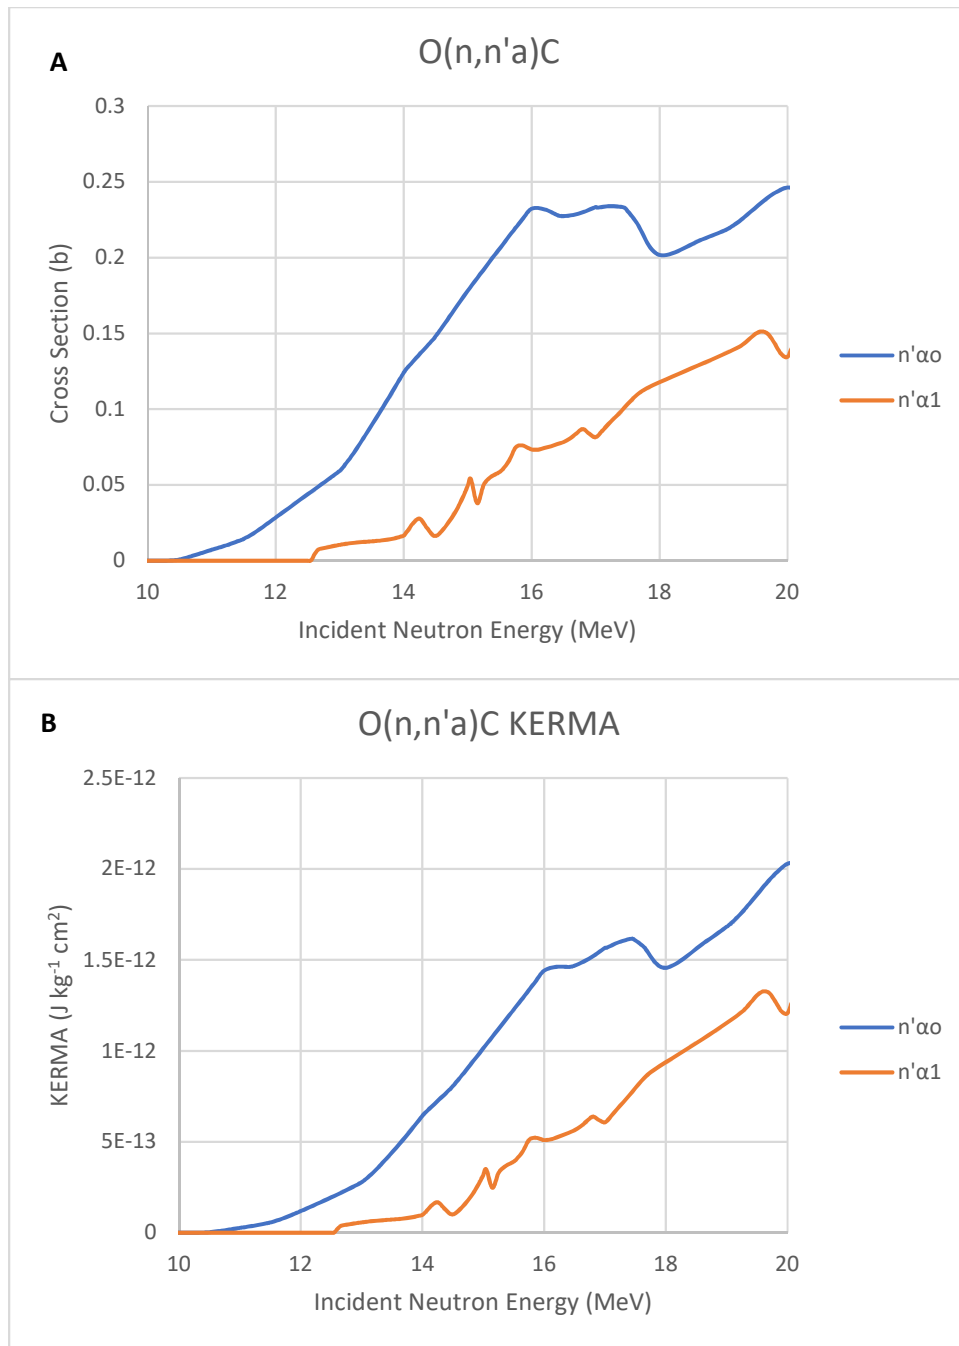 A
O(n,n'a)C
0.3
0.25
0.2
0.15
0.1
0.05
0
Cross Section (b)
10 12 14 16 18 20
Incident Neutron Energy (MeV)
n'αo
n'α1
B
O(n,n'a)C KERMA
2.5E-12
2E-12
1.5E-12
1E-12
5E-13
0
KERMA (J kg⁻¹ cm²)
10 12 14 16 18 20
Incident Neutron Energy (MeV)
n'αo
n'α1